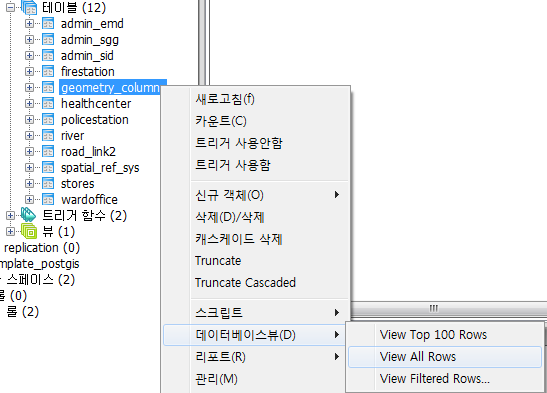 테이블 (12)
admin_emd
admin_sgg
admin_sid
firestation
geometry_column
healthcenter
policestation
river
road_link2
spatial_ref_sys
stores
wardoffice
트리거 함수 (2)
뷰 (1)
replication (0)
mplate_postgis
스페이스 (2)
롤 (0)
롤 (2)
새로고침(f)
카운트(C)
트리거 사용안함
트리거 사용함
신규 객체(O)
삭제(D)/삭제
캐스케이드 삭제
Truncate
Truncate Cascaded
스크립트
데이터베이스뷰(D)
리포트(R)
관리(M)
View Top 100 Rows
View All Rows
View Filtered Rows...